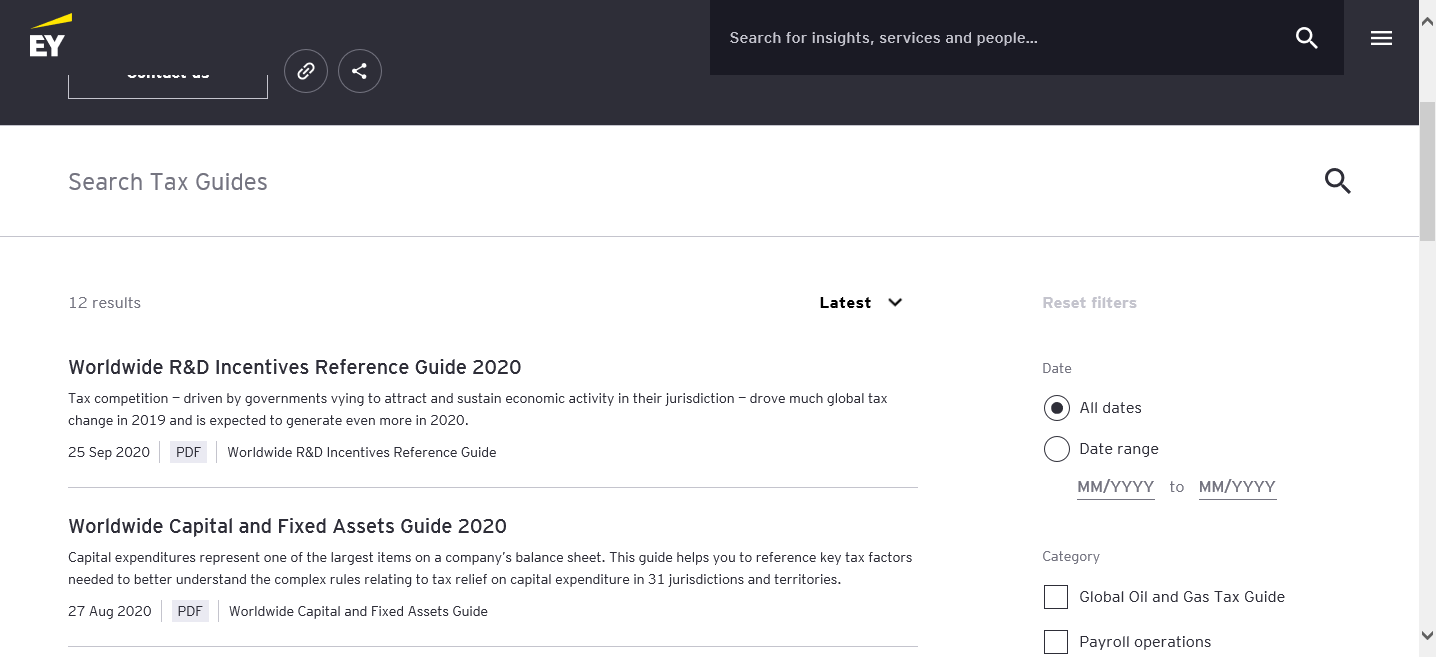 EY
Search for insights, services and people...
Contact us
Search Tax Guides
12 results
Latest
Reset filters
Worldwide R&D Incentives Reference Guide 2020
Tax competition – driven by governments vying to attract and sustain economic activity in their jurisdiction – drove much global tax
change in 2019 and is expected to generate even more in 2020.
25 Sep 2020 PDF Worldwide R&D Incentives Reference Guide
Worldwide Capital and Fixed Assets Guide 2020
Capital expenditures represent one of the largest items on a company’s balance sheet. This guide helps you to reference key tax factors
needed to better understand the complex rules relating to tax relief on capital expenditure in 31 jurisdictions and territories.
27 Aug 2020 PDF Worldwide Capital and Fixed Assets Guide
Date
All dates
Date range
MM/YYYY to MM/YYYY
Category
Global Oil and Gas Tax Guide
Payroll operations